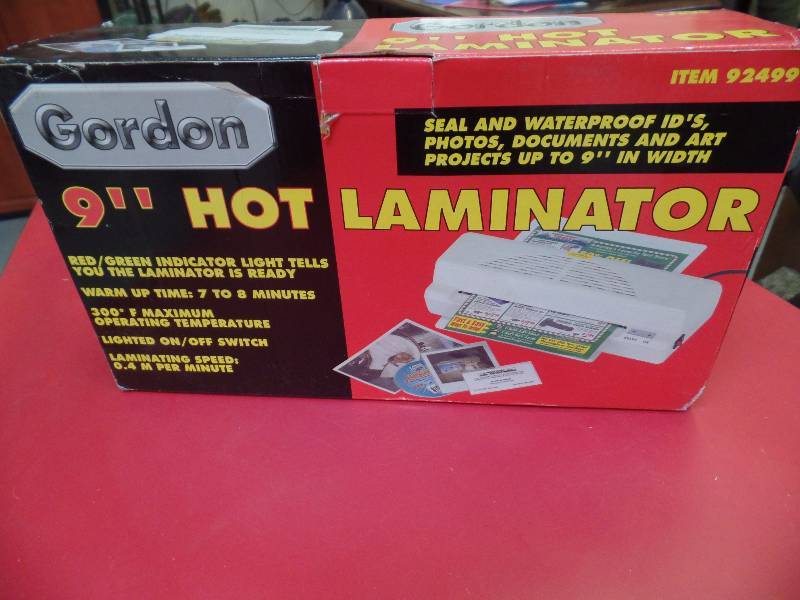 Gordon
9'' HOT
LAMINATOR
ITEM 92499
Gordon
SEAL AND WATERPROOF ID'S,
PHOTOS, DOCUMENTS AND ART
PROJECTS UP TO 9'' IN WIDTH
9'' HOT LAMINATOR
RED/GREEN INDICATOR LIGHT TELLS
YOU THE LAMINATOR IS READY
WARM UP TIME: 7 TO 8 MINUTES
300° F MAXIMUM
OPERATING TEMPERATURE
LIGHTED ON/OFF SWITCH
LAMINATING SPEED:
0.4 M PER MINUTE